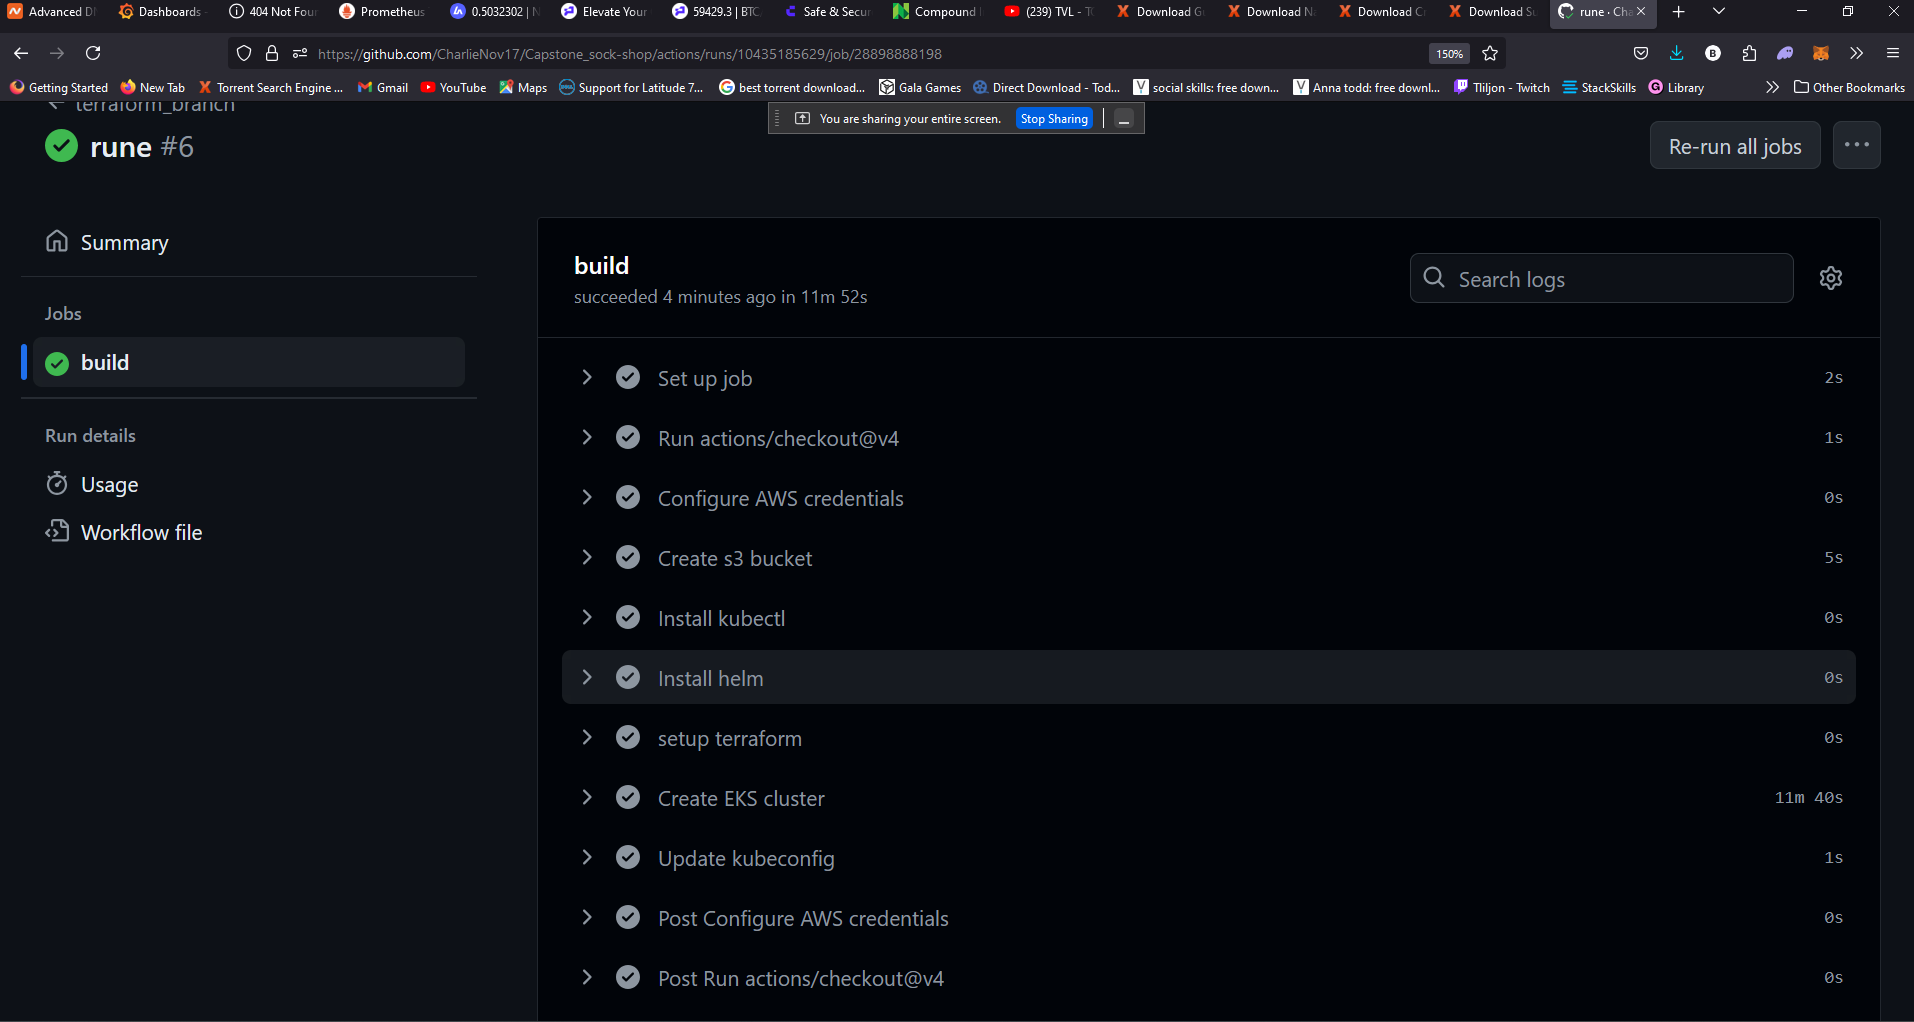 Advanced D
Dashboards
404 Not Foun
Prometheus
0.5032302 | N
Elevate Your
59429.3 | BTC
Safe & Secur
Compound
(239) TVL - T
Download G
Download N
Download C
Download Su
rune · Cha
https://github.com/CharlieNov17/Capstone_sock-shop/actions/runs/10435185629/job/28898888198
150%
Getting Started
New Tab
Torrent Search Engine ...
Gmail
YouTube
Maps
Support for Latitude 7...
best torrent download...
Gala Games
Direct Download - Tod...
social skills: free down...
Anna todd: free downl...
Tliljon - Twitch
StackSkills
Library
Other Bookmarks
terraform_branch
You are sharing your entire screen.
Stop Sharing
rune #6
Re-run all jobs
Summary
Jobs
build
Run details
Usage
Workflow file
build
succeeded 4 minutes ago in 11m 52s
Search logs
Set up job 2s
Run actions/checkout@v4 1s
Configure AWS credentials 0s
Create s3 bucket 5s
Install kubectl 0s
Install helm 0s
setup terraform 0s
Create EKS cluster 11m 40s
Update kubeconfig 1s
Post Configure AWS credentials 0s
Post Run actions/checkout@v4 0s